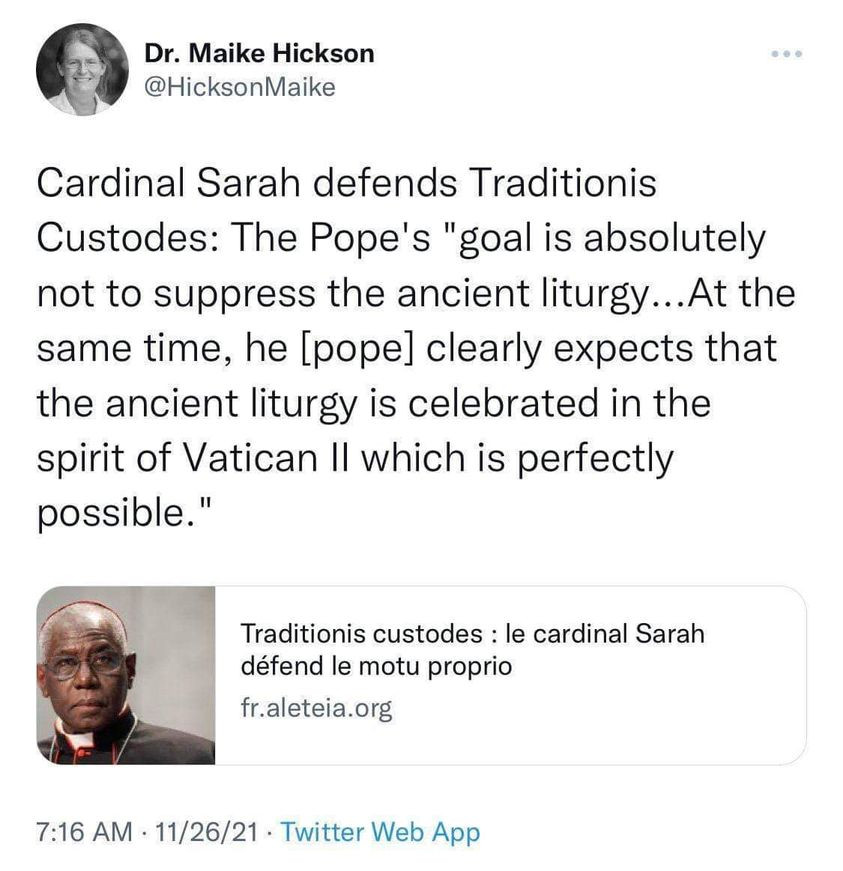 Dr. Maike Hickson
@HicksonMaike
Cardinal Sarah defends Traditionis
Custodes: The Pope's "goal is absolutely
not to suppress the ancient liturgy...At the
same time, he [pope] clearly expects that
the ancient liturgy is celebrated in the
spirit of Vatican II which is perfectly
possible."
Traditionis custodes : le cardinal Sarah
défend le motu proprio
fr.aleteia.org
7:16 AM · 11/26/21 · Twitter Web App